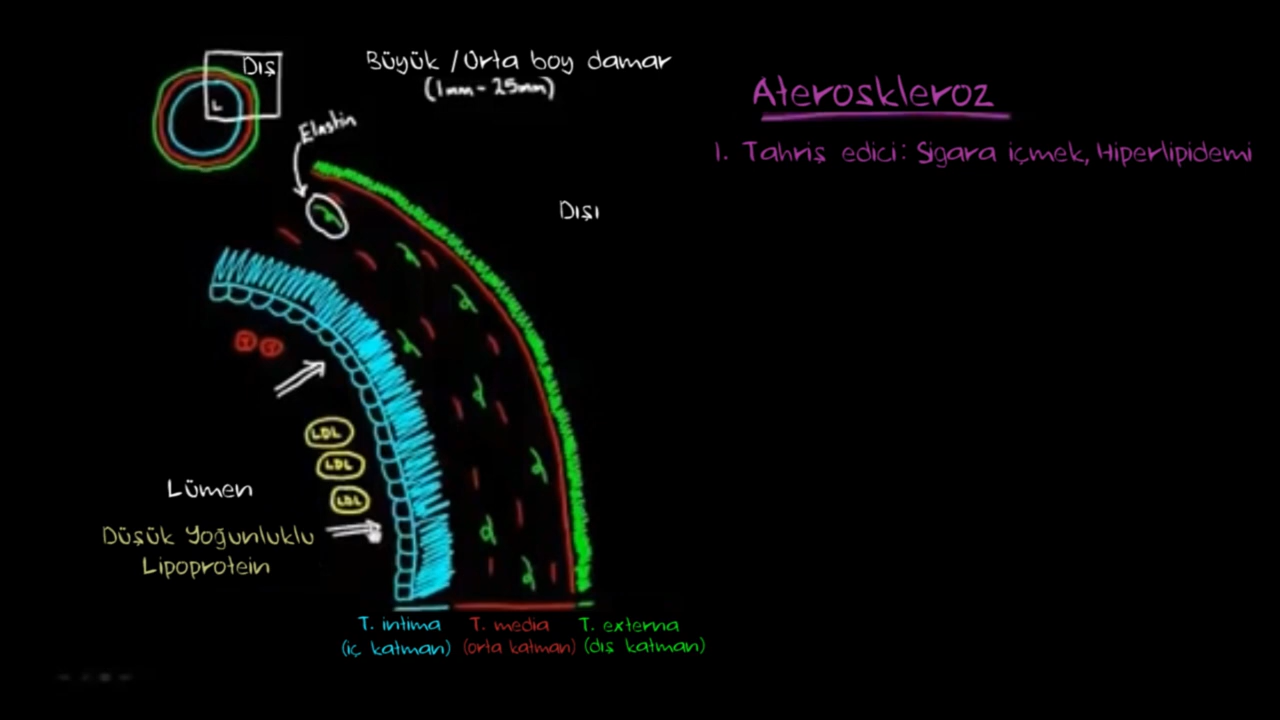 Dış
L
Büyük / Orta boy damar
(1mm - 25mm)
Elastin
Ateroskleroz
1. Tahriş edici: Sigara içmek, Hiperlipidemi
Dışı
LDL
LDL
LDL
Lümen
Düşük Yoğunluklu
Lipoprotein
T. intima
(iç katman)
T. media
(orta katman)
T. externa
(dış katman)